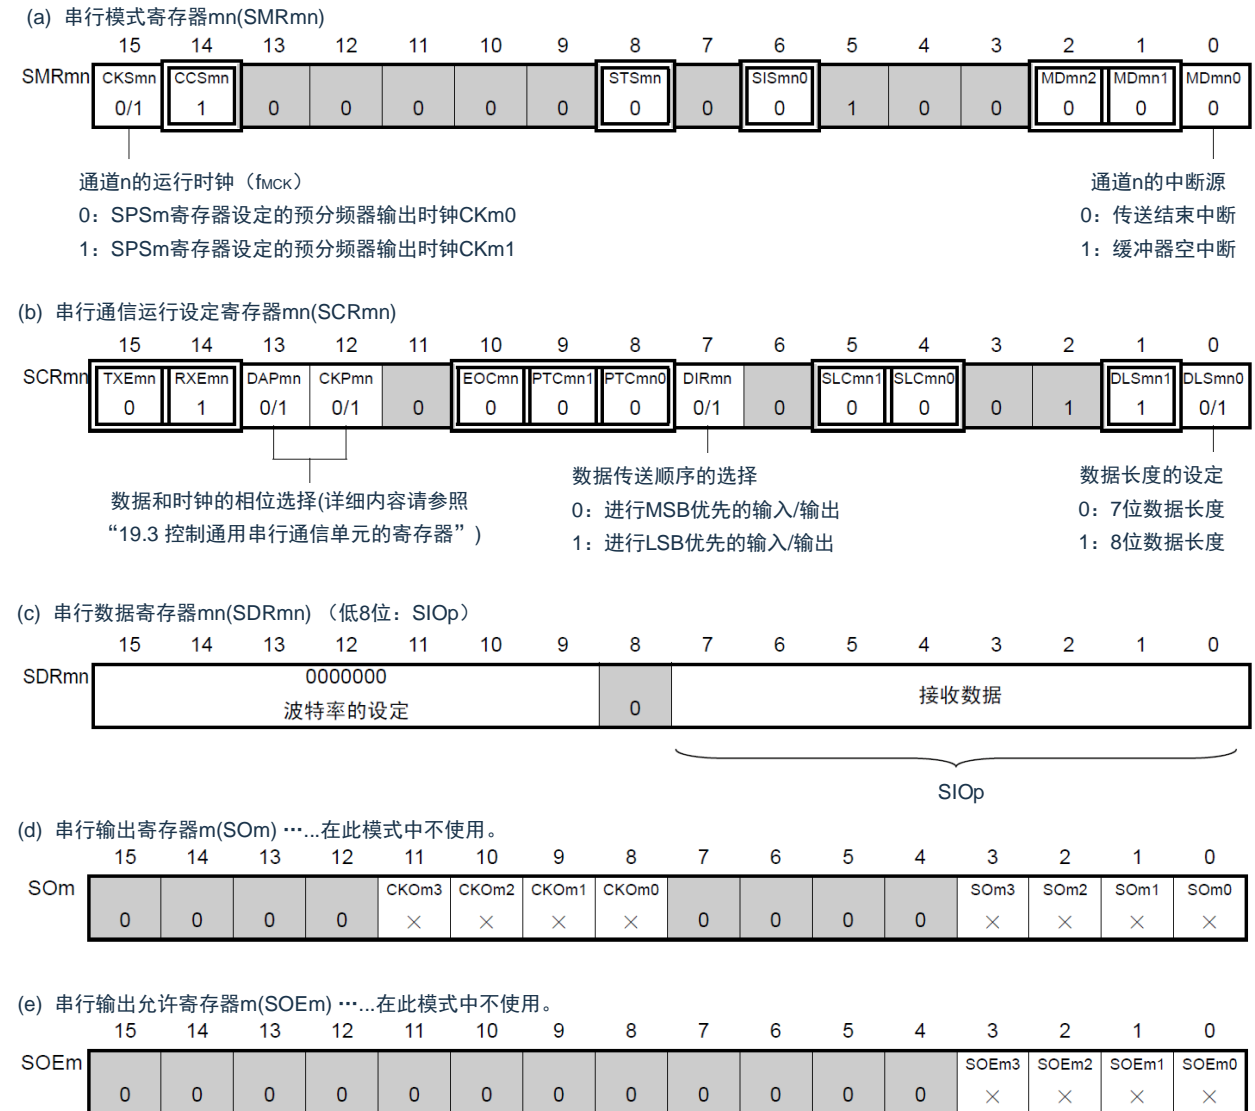 (a) 串行模式寄存器mn(SMRmn)
15 14 13 12 11 10 9 8 7 6 5 4 3 2 1 0
SMRmn CKSmn CCSmn STSmn SISmn0 MDmn2 MDmn1 MDmn0
0/1 1 0 0 0 0 0 0 0 0 1 0 0 0 0 0
通道n的运行时钟（fMCK） 通道n的中断源
0：SPSm寄存器设定的预分频器输出时钟CKm0 0：传送结束中断
1：SPSm寄存器设定的预分频器输出时钟CKm1 1：缓冲器空中断
(b) 串行通信运行设定寄存器mn(SCRmn)
15 14 13 12 11 10 9 8 7 6 5 4 3 2 1 0
SCRmn TXEmn RXEmn DAPmn CKPmn EOCmn PTCmn1 PTCmn0 DIRmn SLCmn1 SLCmn0 DLSmn1 DLSmn0
0 1 0/1 0/1 0 0 0 0 0/1 0 0 0 0 1 1 0/1
数据传送顺序的选择 数据长度的设定
数据和时钟的相位选择(详细内容请参照 0：进行MSB优先的输入/输出 0：7位数据长度
“19.3 控制通用串行通信单元的寄存器”) 1：进行LSB优先的输入/输出 1：8位数据长度
(c) 串行数据寄存器mn(SDRmn) （低8位：SIOp）
15 14 13 12 11 10 9 8 7 6 5 4 3 2 1 0
SDRmn 0000000
波特率的设定 0 接收数据
SIOp
(d) 串行输出寄存器m(SOm) ⋯...在此模式中不使用。
15 14 13 12 11 10 9 8 7 6 5 4 3 2 1 0
SOm CKOm3 CKOm2 CKOm1 CKOm0 SOm3 SOm2 SOm1 SOm0
0 0 0 0 × × × × 0 0 0 0 × × × ×
(e) 串行输出允许寄存器m(SOEm) ⋯...在此模式中不使用。
15 14 13 12 11 10 9 8 7 6 5 4 3 2 1 0
SOEm SOEm3 SOEm2 SOEm1 SOEm0
0 0 0 0 0 0 0 0 0 0 0 0 × × × ×